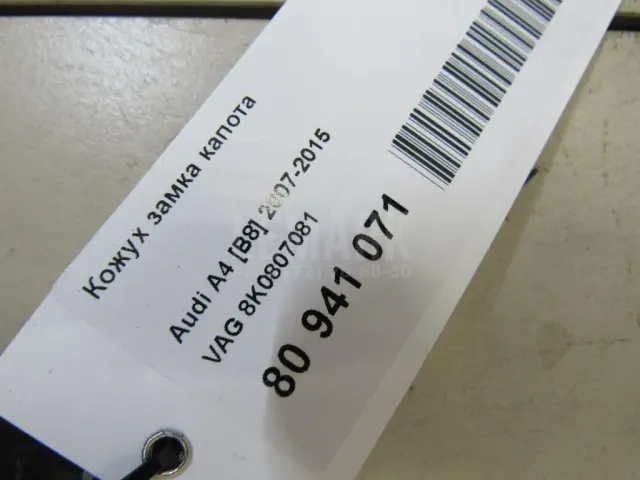 Кожух замка капота
Audi A4 [B8] 2007-2015
VAG 8K0807081
80 941 071